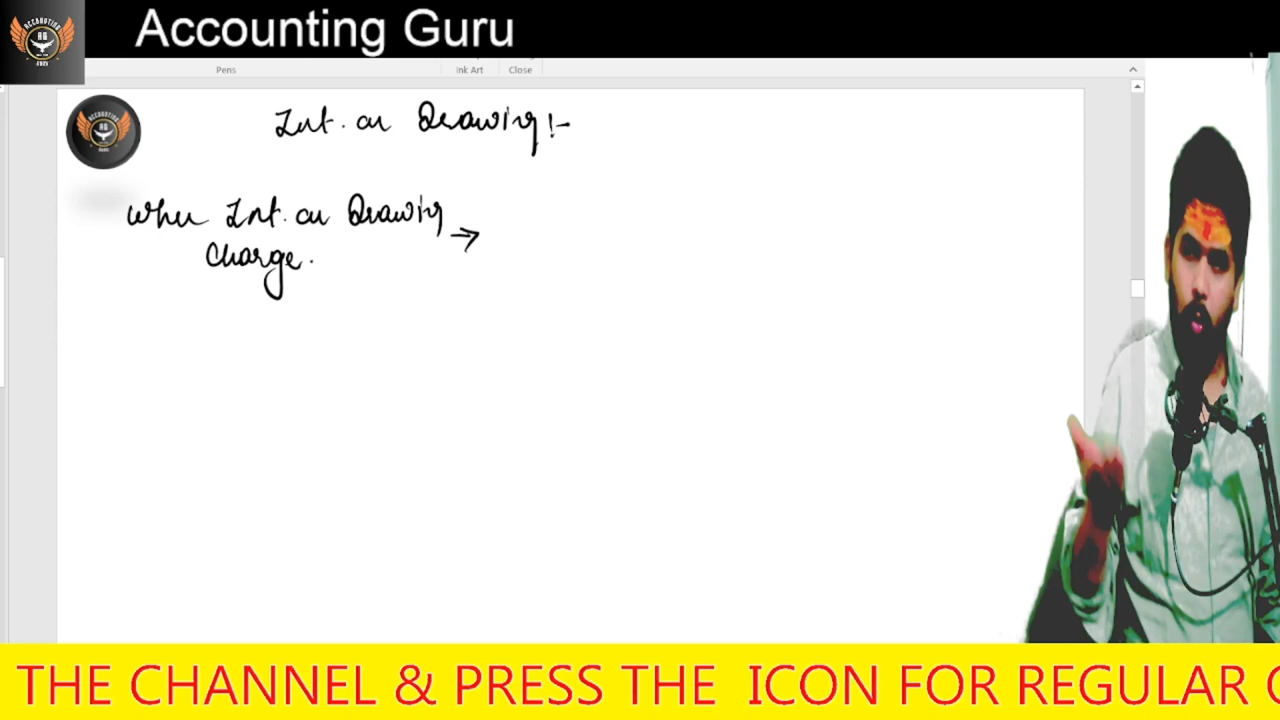 Accounting Guru
Pens
Ink Art
Close
Int. on Drawing :-
When Int. on Drawing
Charge.
THE CHANNEL & PRESS THE ICON FOR REGULAR